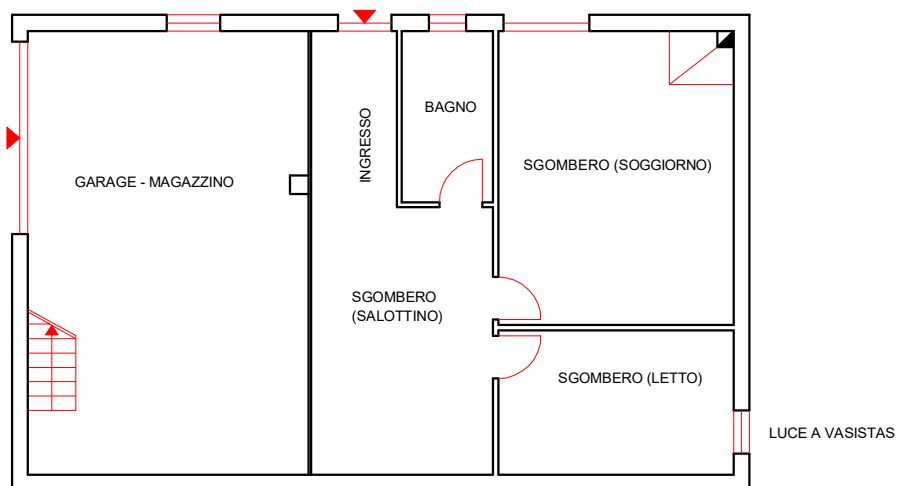 BAGNO
INGRESSO
SGOMBERO (SOGGIORNO)
GARAGE - MAGAZZINO
SGOMBERO
(SALOTTINO)
SGOMBERO (LETTO)
LUCE A VASISTAS